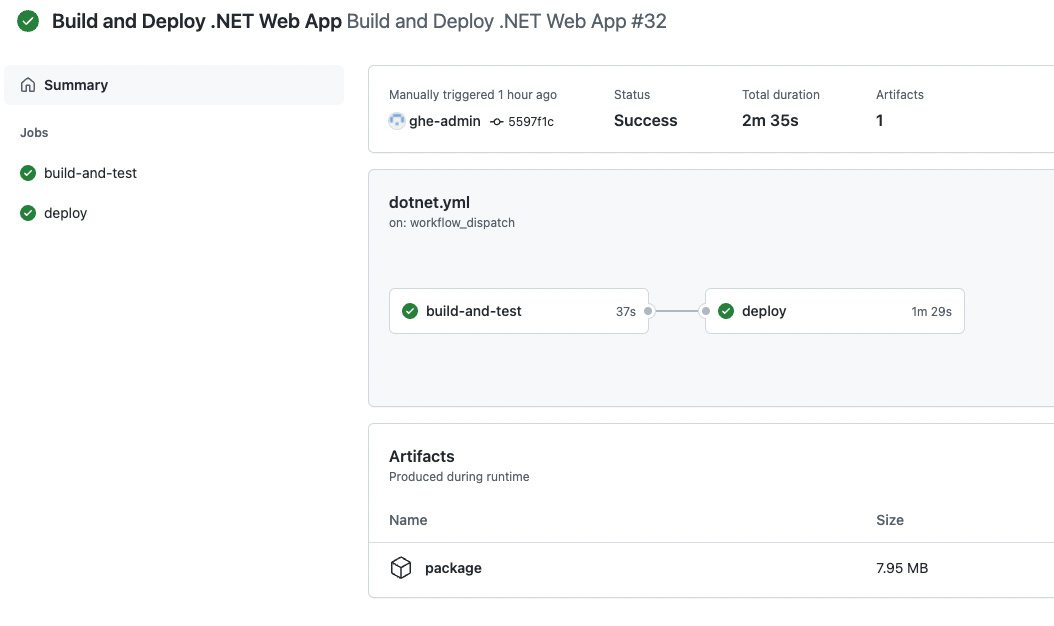 Build and Deploy .NET Web App Build and Deploy .NET Web App #32
Summary
Jobs
build-and-test
deploy
Manually triggered 1 hour ago
ghe-admin 5597f1c
Status
Success
Total duration
2m 35s
Artifacts
1
dotnet.yml
on: workflow_dispatch
build-and-test 37s
deploy 1m 29s
Artifacts
Produced during runtime
Name Size
package 7.95 MB